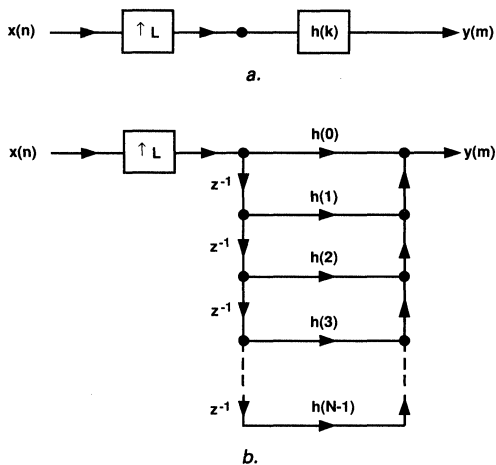 x(n) ↑ L h(k) y(m)
a.
h(0)
x(n) ↑ L y(m)
z⁻¹
h(1)
z⁻¹
h(2)
z⁻¹
h(3)
z⁻¹ h(N-1)
b.